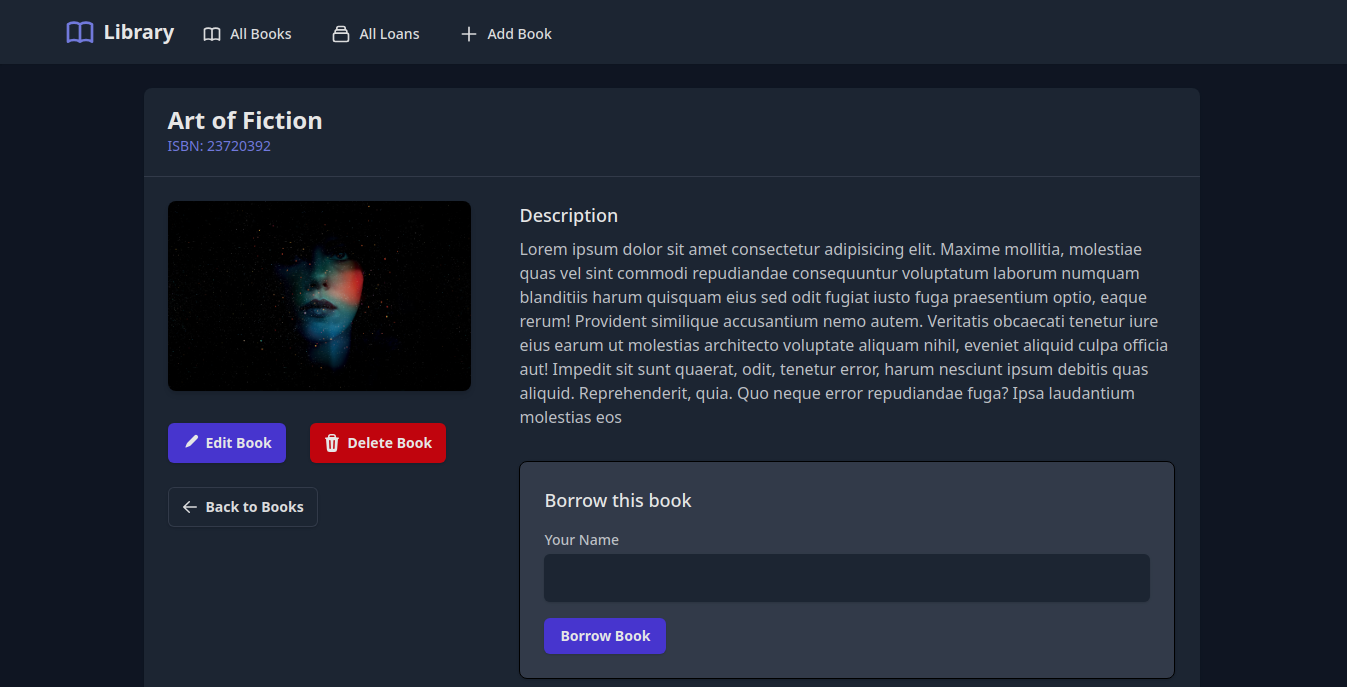 Library
All Books
All Loans
Add Book
Art of Fiction
ISBN: 23720392
Description
Lorem ipsum dolor sit amet consectetur adipisicing elit. Maxime mollitia, molestiae
quas vel sint commodi repudiandae consequuntur voluptatum laborum numquam
blanditiis harum quisquam eius sed odit fugiat iusto fuga praesentium optio, eaque
rerum! Provident similique accusantium nemo autem. Veritatis obcaecati tenetur iure
eius earum ut molestias architecto voluptate aliquam nihil, eveniet aliquid culpa officia
aut! Impedit sit sunt quaerat, odit, tenetur error, harum nesciunt ipsum debitis quas
aliquid. Reprehenderit, quia. Quo neque error repudiandae fuga? Ipsa laudantium
molestias eos
Edit Book
Delete Book
Back to Books
Borrow this book
Your Name
Borrow Book